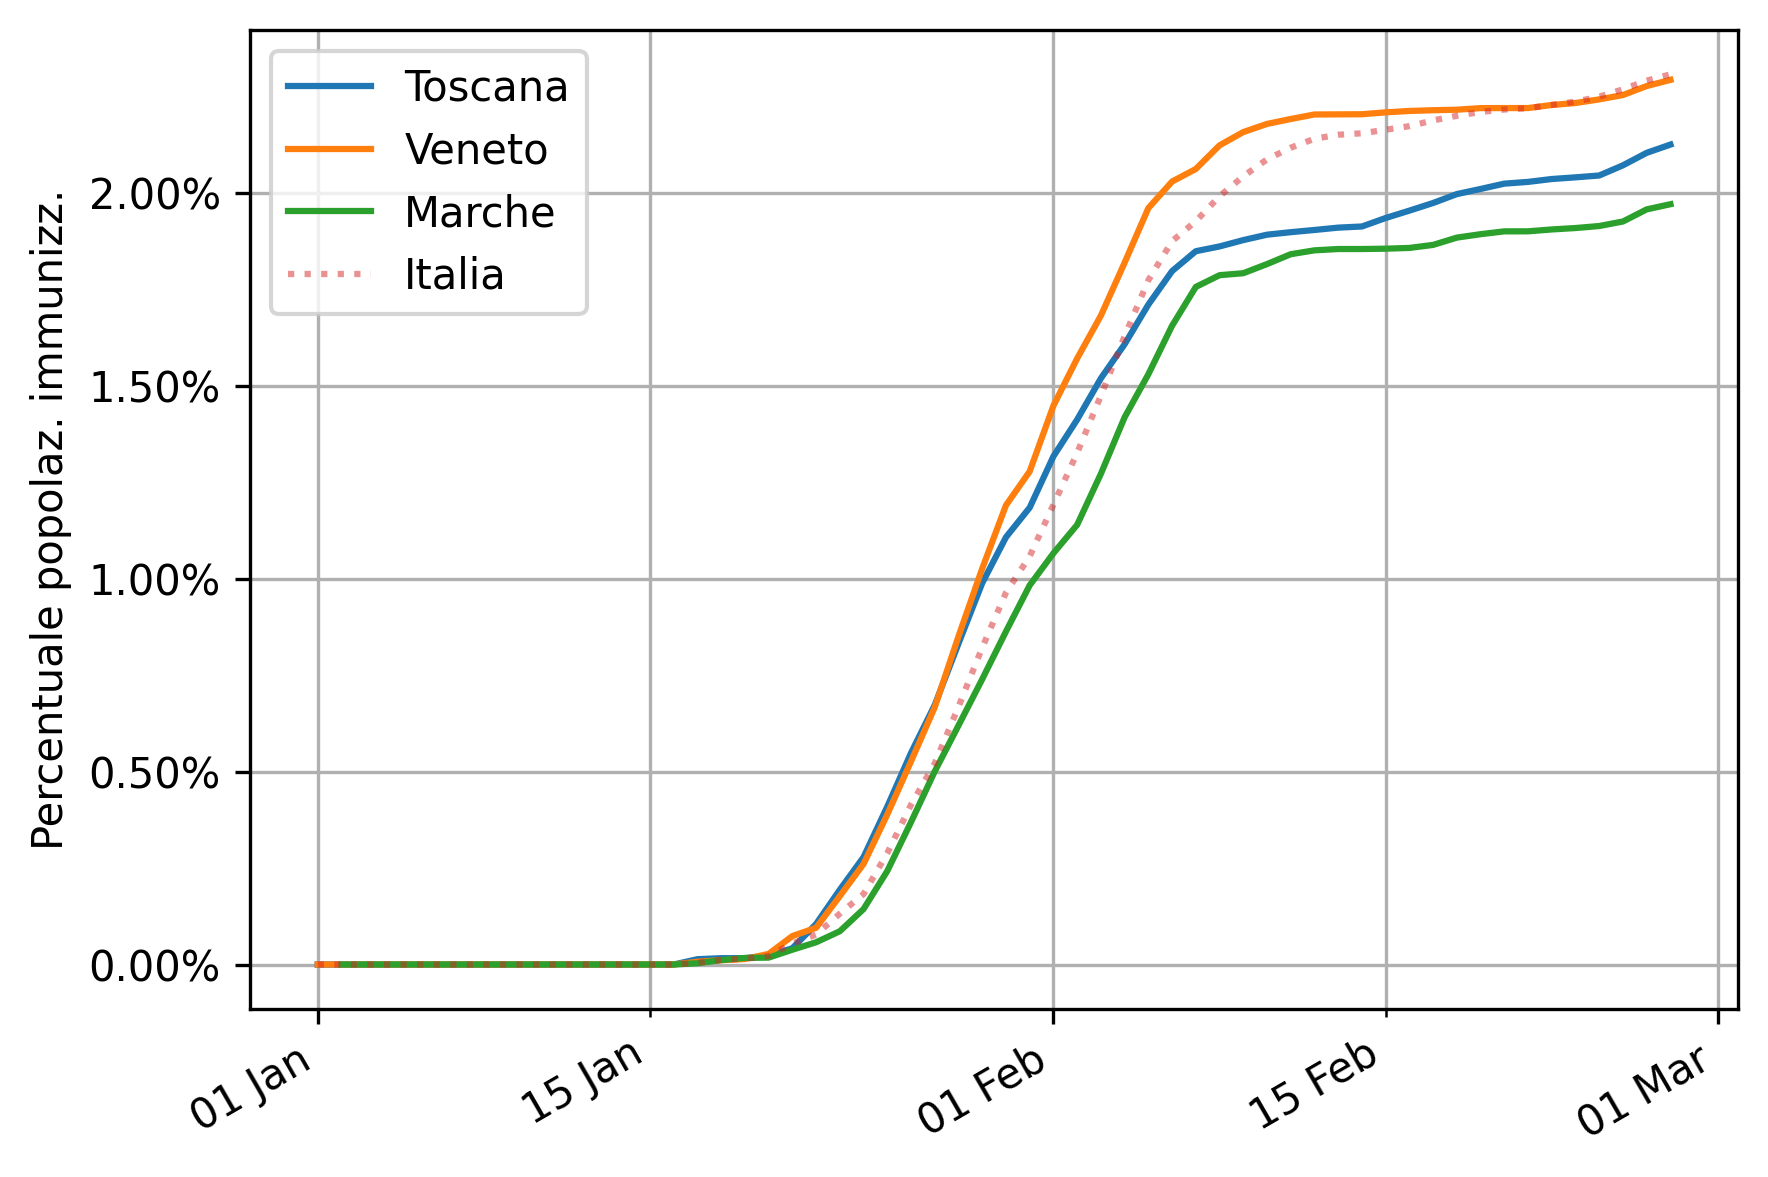 Toscana
Veneto
Marche
Italia
Percentuale popolaz. immunizz.
2.00%
1.50%
1.00%
0.50%
0.00%
01 Jan
15 Jan
01 Feb
15 Feb
01 Mar